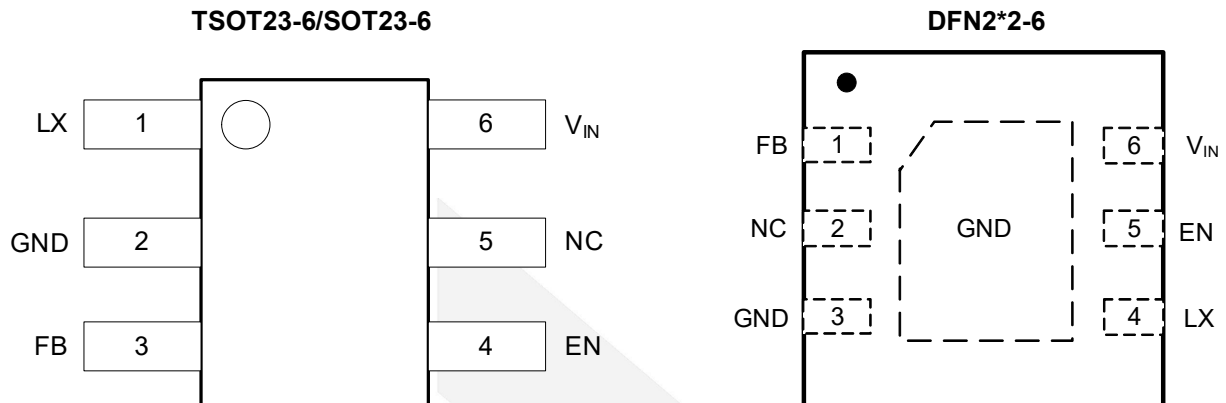 TSOT23-6/SOT23-6
LX 1 6 VIN
GND 2 5 NC
FB 3 4 EN
DFN2*2-6
FB 1 6 VIN
NC 2 GND 5 EN
GND 3 4 LX